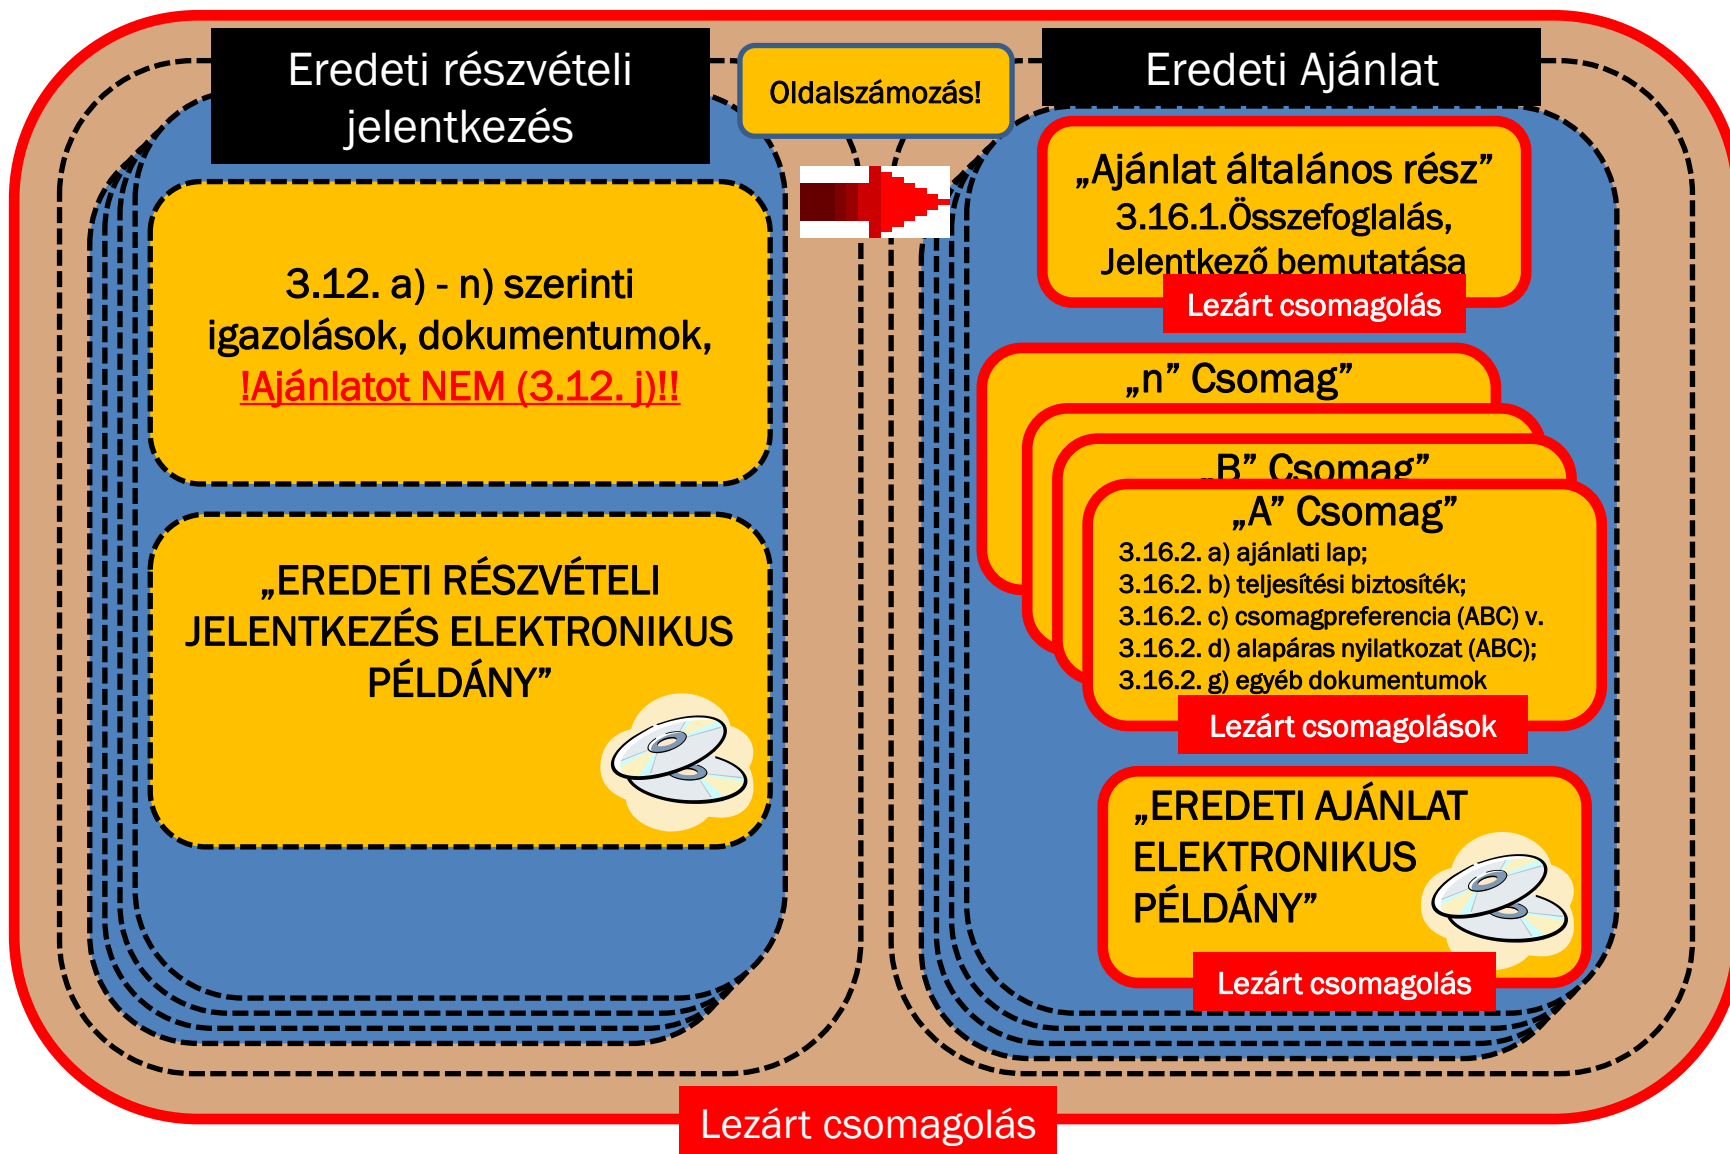 Eredeti részvételi
jelentkezés
3.12. a) - n) szerinti
igazolások, dokumentumok,
!Ajánlatot NEM (3.12. j)!!
„EREDETI RÉSZVÉTELI
JELENTKEZÉS ELEKTRONIKUS
PÉLDÁNY”
Oldalszámozás!
Eredeti Ajánlat
„Ajánlat általános rész”
3.16.1.Összefoglalás,
Jelentkező bemutatása
Lezárt csomagolás
„n” Csomag”
„B” Csomag”
„A” Csomag”
3.16.2. a) ajánlati lap;
3.16.2. b) teljesítési biztosíték;
3.16.2. c) csomagpreferencia (ABC) v.
3.16.2. d) alapáras nyilatkozat (ABC);
3.16.2. g) egyéb dokumentumok
Lezárt csomagolások
„EREDETI AJÁNLAT
ELEKTRONIKUS
PÉLDÁNY”
Lezárt csomagolás
Lezárt csomagolás